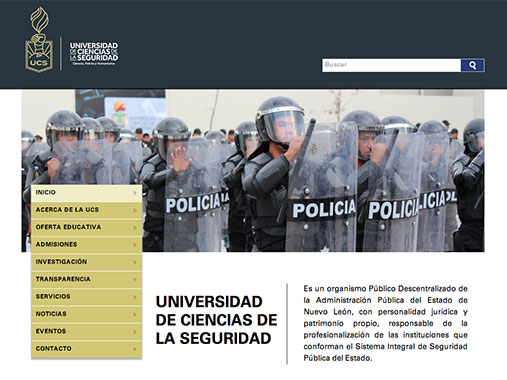 UCS
UNIVERSIDAD
DE CIENCIAS DE
LA SEGURIDAD
Ciencia, Patria y Humanismo
Buscar
POLICIA
POLICIA
POLICIA
POLICIA
INICIO
ACERCA DE LA UCS
OFERTA EDUCATIVA
ADMISIONES
INVESTIGACIÓN
TRANSPARENCIA
SERVICIOS
NOTICIAS
EVENTOS
CONTACTO
UNIVERSIDAD
DE CIENCIAS DE
LA SEGURIDAD
Es un organismo Público Descentralizado de
la Administración Pública del Estado de
Nuevo León, con personalidad jurídica y
patrimonio propio, responsable de la
profesionalización de las instituciones que
conforman el Sistema Integral de Seguridad
Pública del Estado.